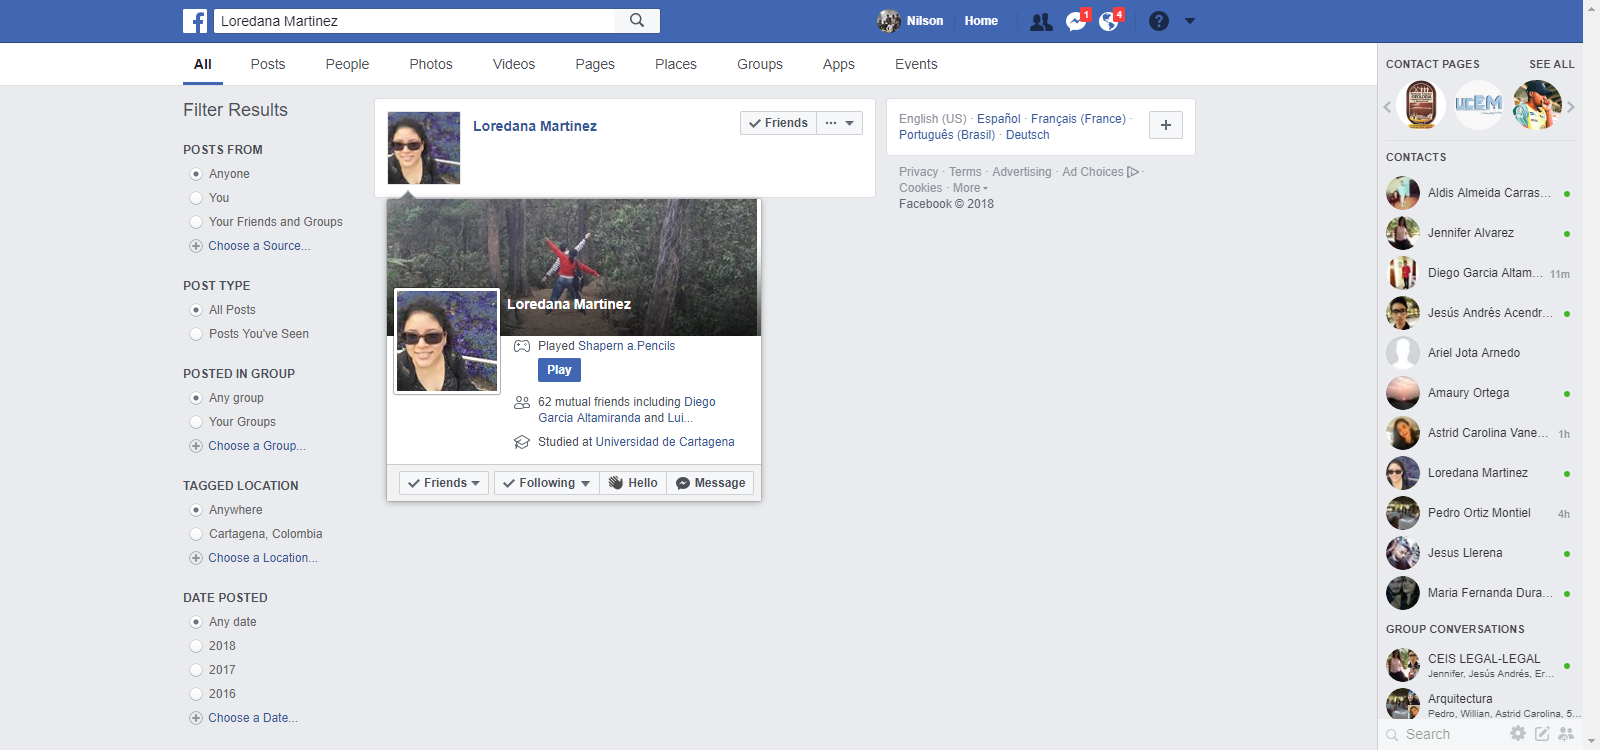 Loredana Martinez
Nilson
Home
1
4
?
All
Posts
People
Photos
Videos
Pages
Places
Groups
Apps
Events
Filter Results
POSTS FROM
Anyone
You
Your Friends and Groups
Choose a Source...
POST TYPE
All Posts
Posts You've Seen
POSTED IN GROUP
Any group
Your Groups
Choose a Group...
TAGGED LOCATION
Anywhere
Cartagena, Colombia
Choose a Location...
DATE POSTED
Any date
2018
2017
2016
Choose a Date...
Loredana Martinez
Friends
Loredana Martinez
Played Shapern a.Pencils
Play
62 mutual friends including Diego
Garcia Altamiranda and Lui...
Studied at Universidad de Cartagena
Friends
Following
Hello
Message
English (US) · Español · Français (France) ·
Português (Brasil) · Deutsch
Privacy · Terms · Advertising · Ad Choices ·
Cookies · More
Facebook © 2018
CONTACT PAGES
SEE ALL
UCEM
CONTACTS
Aldis Almeida Carras...
Jennifer Alvarez
Diego Garcia Altam... 11m
Jesús Andrés Acendr...
Ariel Jota Arnedo
Amaury Ortega
Astrid Carolina Vane... 1h
Loredana Martinez
Pedro Ortiz Montiel 4h
Jesus Llerena
Maria Fernanda Dura...
GROUP CONVERSATIONS
CEIS LEGAL-LEGAL
Jennifer, Jesús Andrés, Er...
Arquitectura
Pedro, Willian, Astrid Carolina, 5...
Search